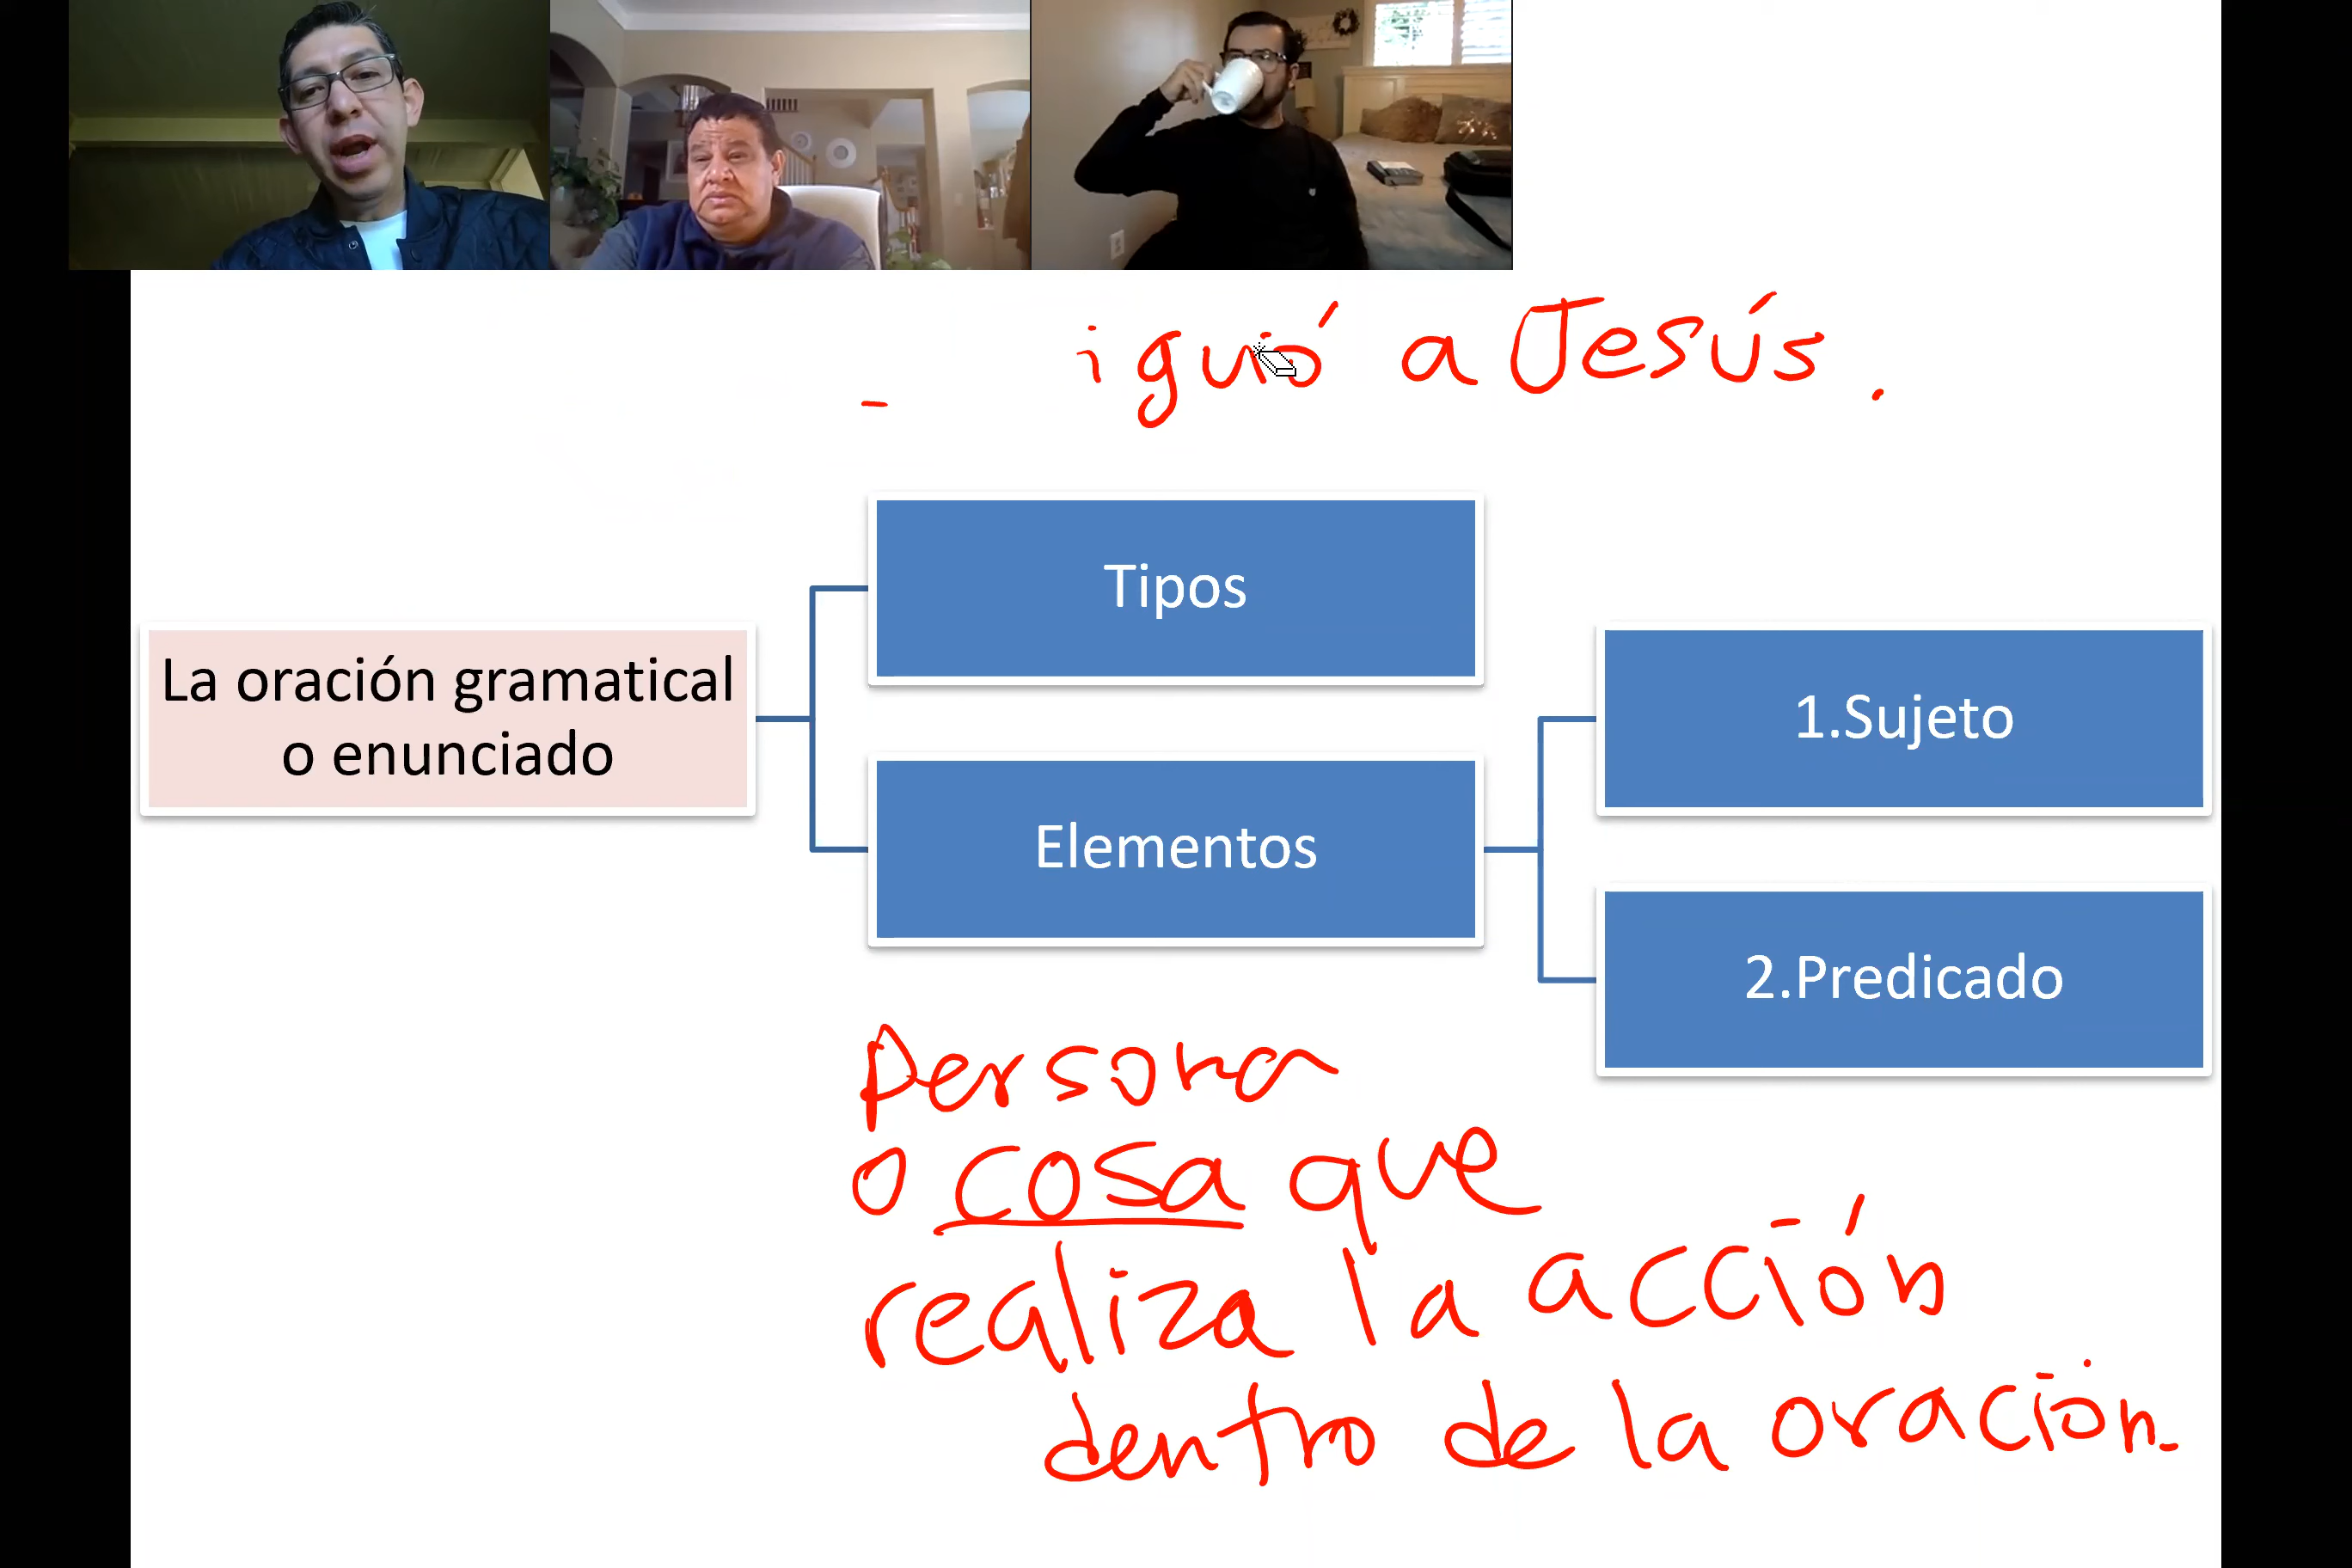 iguió a Jesús.
Tipos
La oración gramatical
o enunciado
1.Sujeto
Elementos
2.Predicado
Persona
o cosa que
realiza la acción
dentro de la oración